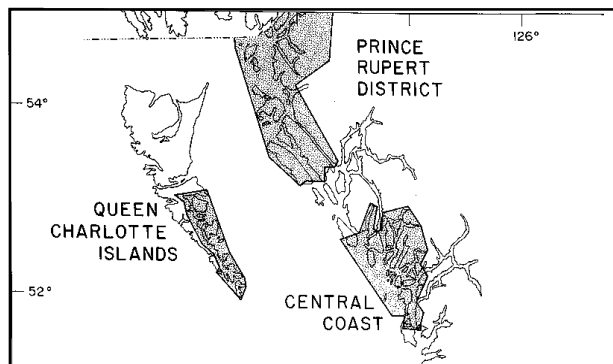 126°
PRINCE
RUPERT
DISTRICT
54°
QUEEN
CHARLOTTE
ISLANDS
52°
CENTRAL
COAST